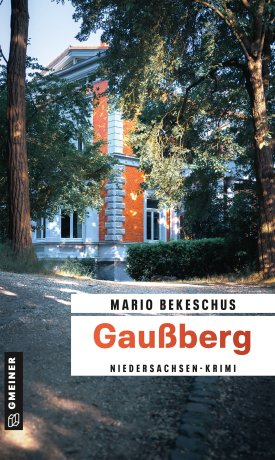 MARIO BEKESCHUS
Gaußberg
NIEDERSACHSEN-KRIMI
GMEINER